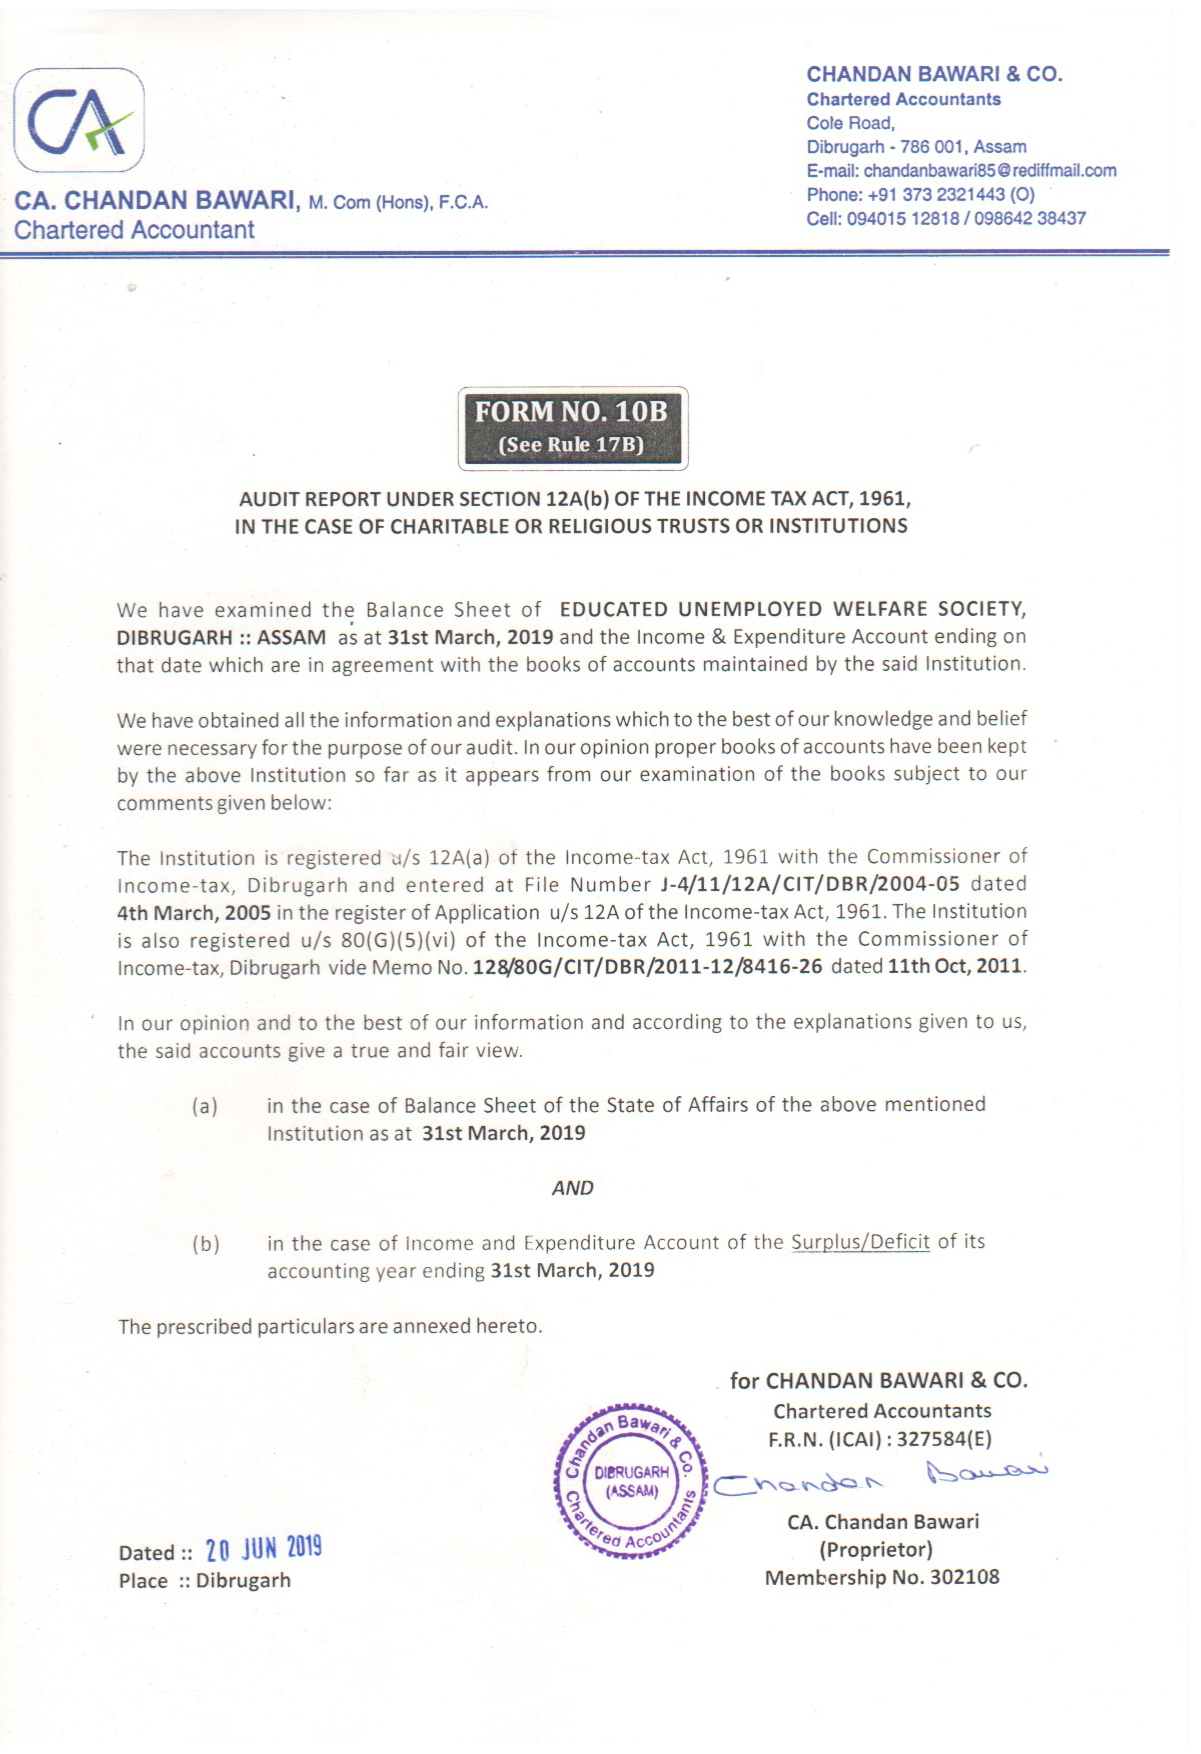 CA
CA. CHANDAN BAWARI, M. Com (Hons), F.C.A.
Chartered Accountant
CHANDAN BAWARI & CO.
Chartered Accountants
Cole Road,
Dibrugarh - 786 001, Assam
E-mail: chandanbawari85@rediffmail.com
Phone: +91 373 2321443 (O)
Cell: 094015 12818 / 098642 38437
FORM NO. 10B
(See Rule 17B)
AUDIT REPORT UNDER SECTION 12A(b) OF THE INCOME TAX ACT, 1961,
IN THE CASE OF CHARITABLE OR RELIGIOUS TRUSTS OR INSTITUTIONS
We have examined the Balance Sheet of EDUCATED UNEMPLOYED WELFARE SOCIETY,
DIBRUGARH :: ASSAM as at 31st March, 2019 and the Income & Expenditure Account ending on
that date which are in agreement with the books of accounts maintained by the said Institution.
We have obtained all the information and explanations which to the best of our knowledge and belief
were necessary for the purpose of our audit. In our opinion proper books of accounts have been kept
by the above Institution so far as it appears from our examination of the books subject to our
comments given below:
The Institution is registered u/s 12A(a) of the Income-tax Act, 1961 with the Commissioner of
Income-tax, Dibrugarh and entered at File Number J-4/11/12A/CIT/DBR/2004-05 dated
4th March, 2005 in the register of Application u/s 12A of the Income-tax Act, 1961. The Institution
is also registered u/s 80(G)(5)(vi) of the Income-tax Act, 1961 with the Commissioner of
Income-tax, Dibrugarh vide Memo No. 128/80G/CIT/DBR/2011-12/8416-26 dated 11th Oct, 2011.
In our opinion and to the best of our information and according to the explanations given to us,
the said accounts give a true and fair view.
(a) in the case of Balance Sheet of the State of Affairs of the above mentioned
Institution as at 31st March, 2019
AND
(b) in the case of Income and Expenditure Account of the Surplus/Deficit of its
accounting year ending 31st March, 2019
The prescribed particulars are annexed hereto.
for CHANDAN BAWARI & CO.
Chartered Accountants
F.R.N. (ICAI) : 327584(E)
Chandan Bawari
CA. Chandan Bawari
(Proprietor)
Membership No. 302108
Chandan Bawari & Co.
DIBRUGARH
(ASSAM)
Chartered Accountants
Dated :: 20 JUN 2019
Place :: Dibrugarh